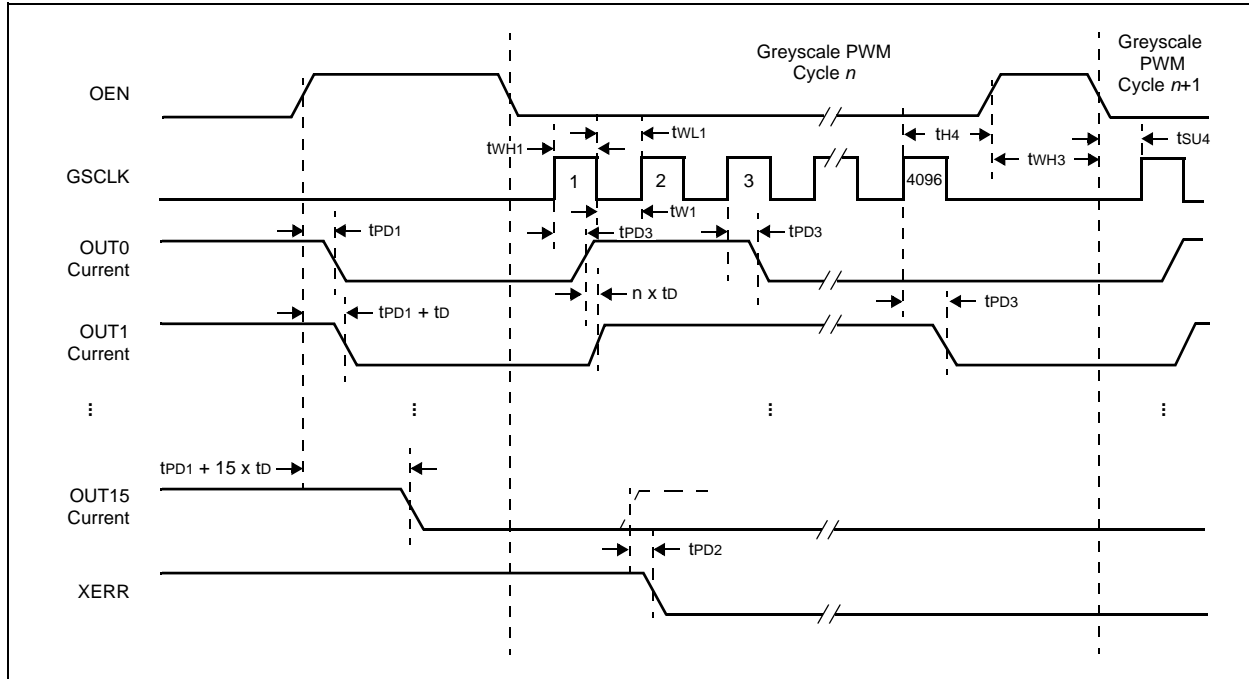 Greyscale PWM
Cycle n
Greyscale
PWM
Cycle n+1
OEN
tWL1
tH4
tSU4
tWH1
tWH3
GSCLK
1
2
3
4096
tW1
tPD1
tPD3
tPD3
OUT0
Current
n x tD
tPD1 + tD
tPD3
OUT1
Current
...
...
...
...
tPD1 + 15 x tD
OUT15
Current
tPD2
XERR